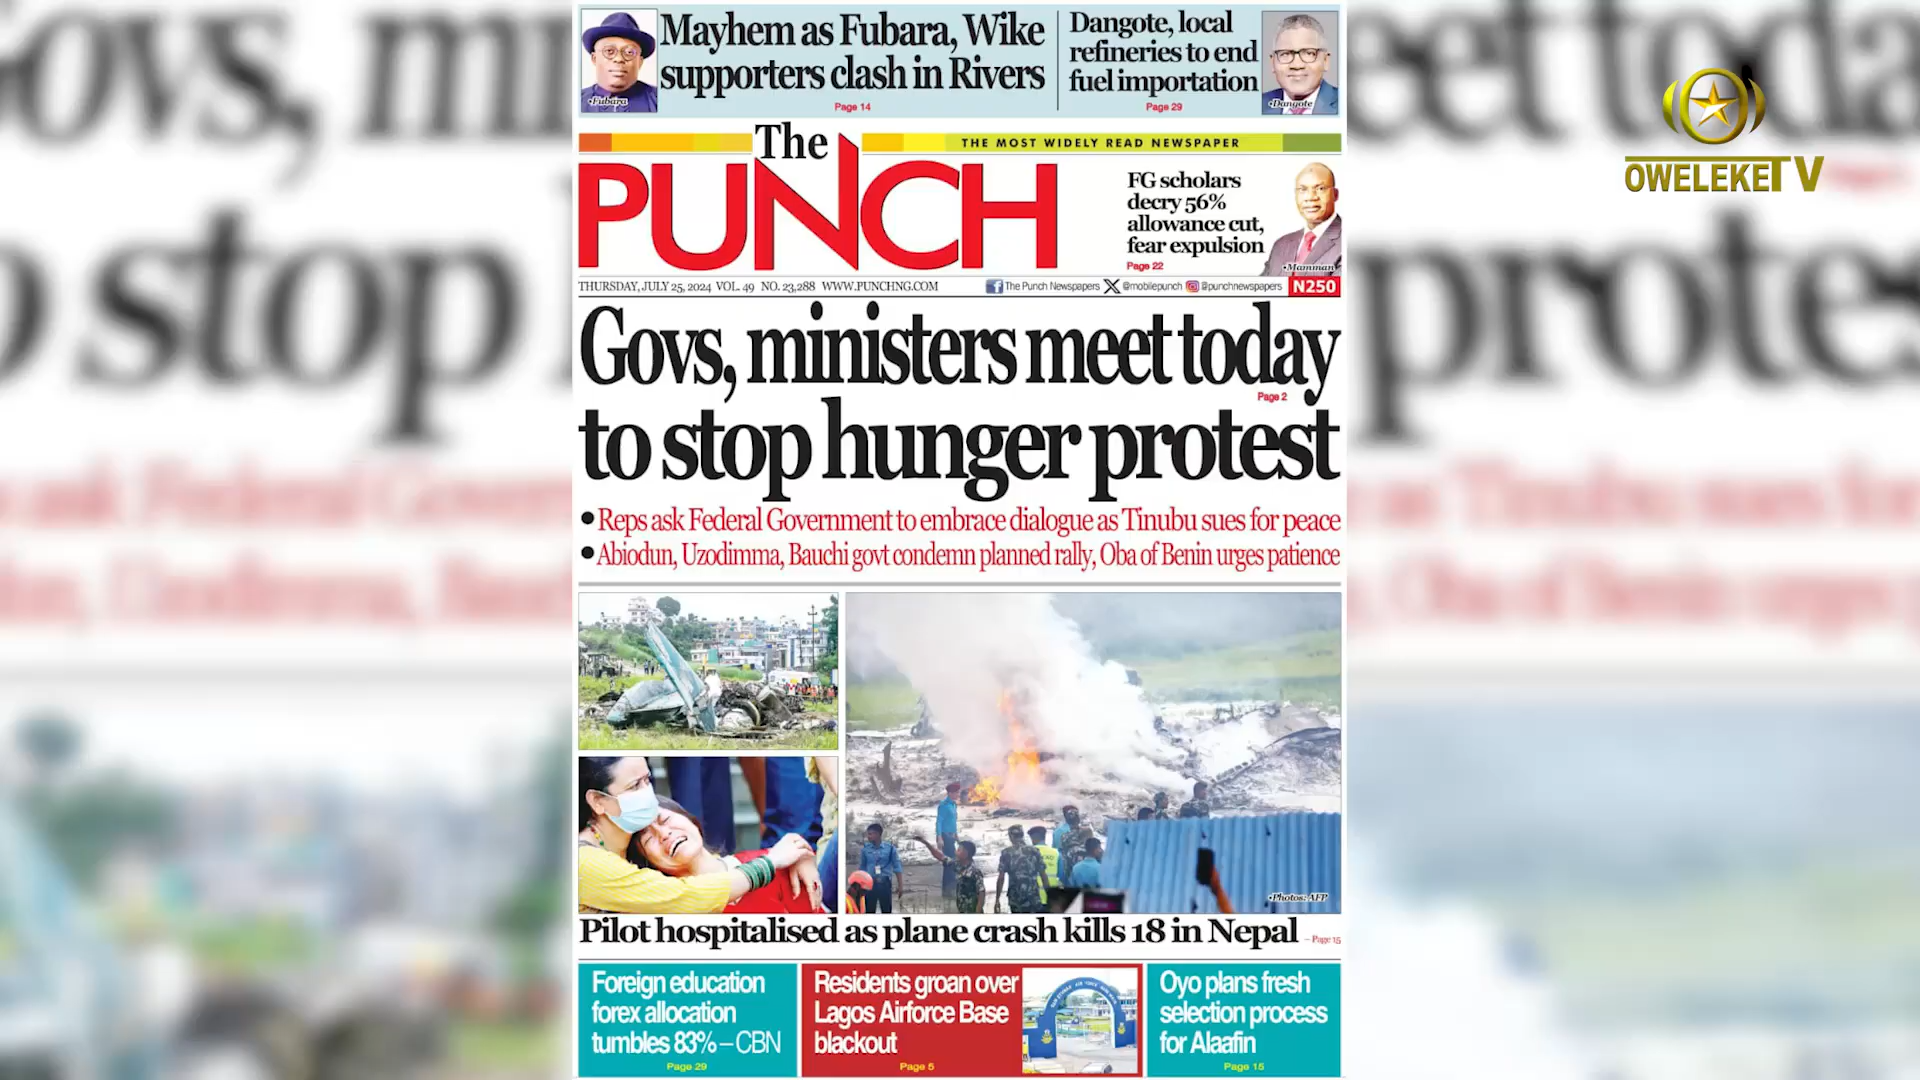 Mayhem as Fubara, Wike
supporters clash in Rivers
Page 14
•Fubara
Dangote, local
refineries to end
fuel importation
Page 29
•Dangote
OWELEKE TV
THE MOST WIDELY READ NEWSPAPER
The
PUNCH
FG scholars
decry 56%
allowance cut,
fear expulsion
Page 22
•Mamman
THURSDAY, JULY 25, 2024 VOL. 49 NO. 23,288 WWW.PUNCHNG.COM
The Punch Newspapers @mobilepunch @punchnewspapers N250
Govs, ministers meet today
Page 2
to stop hunger protest
•Reps ask Federal Government to embrace dialogue as Tinubu sues for peace
•Abiodun, Uzodimma, Bauchi govt condemn planned rally, Oba of Benin urges patience
•Photos: AFP
Pilot hospitalised as plane crash kills 18 in Nepal – Page 15
Foreign education
forex allocation
tumbles 83% – CBN
Page 29
Residents groan over
Lagos Airforce Base
blackout
Page 5
Oyo plans fresh
selection process
for Alaafin
Page 15